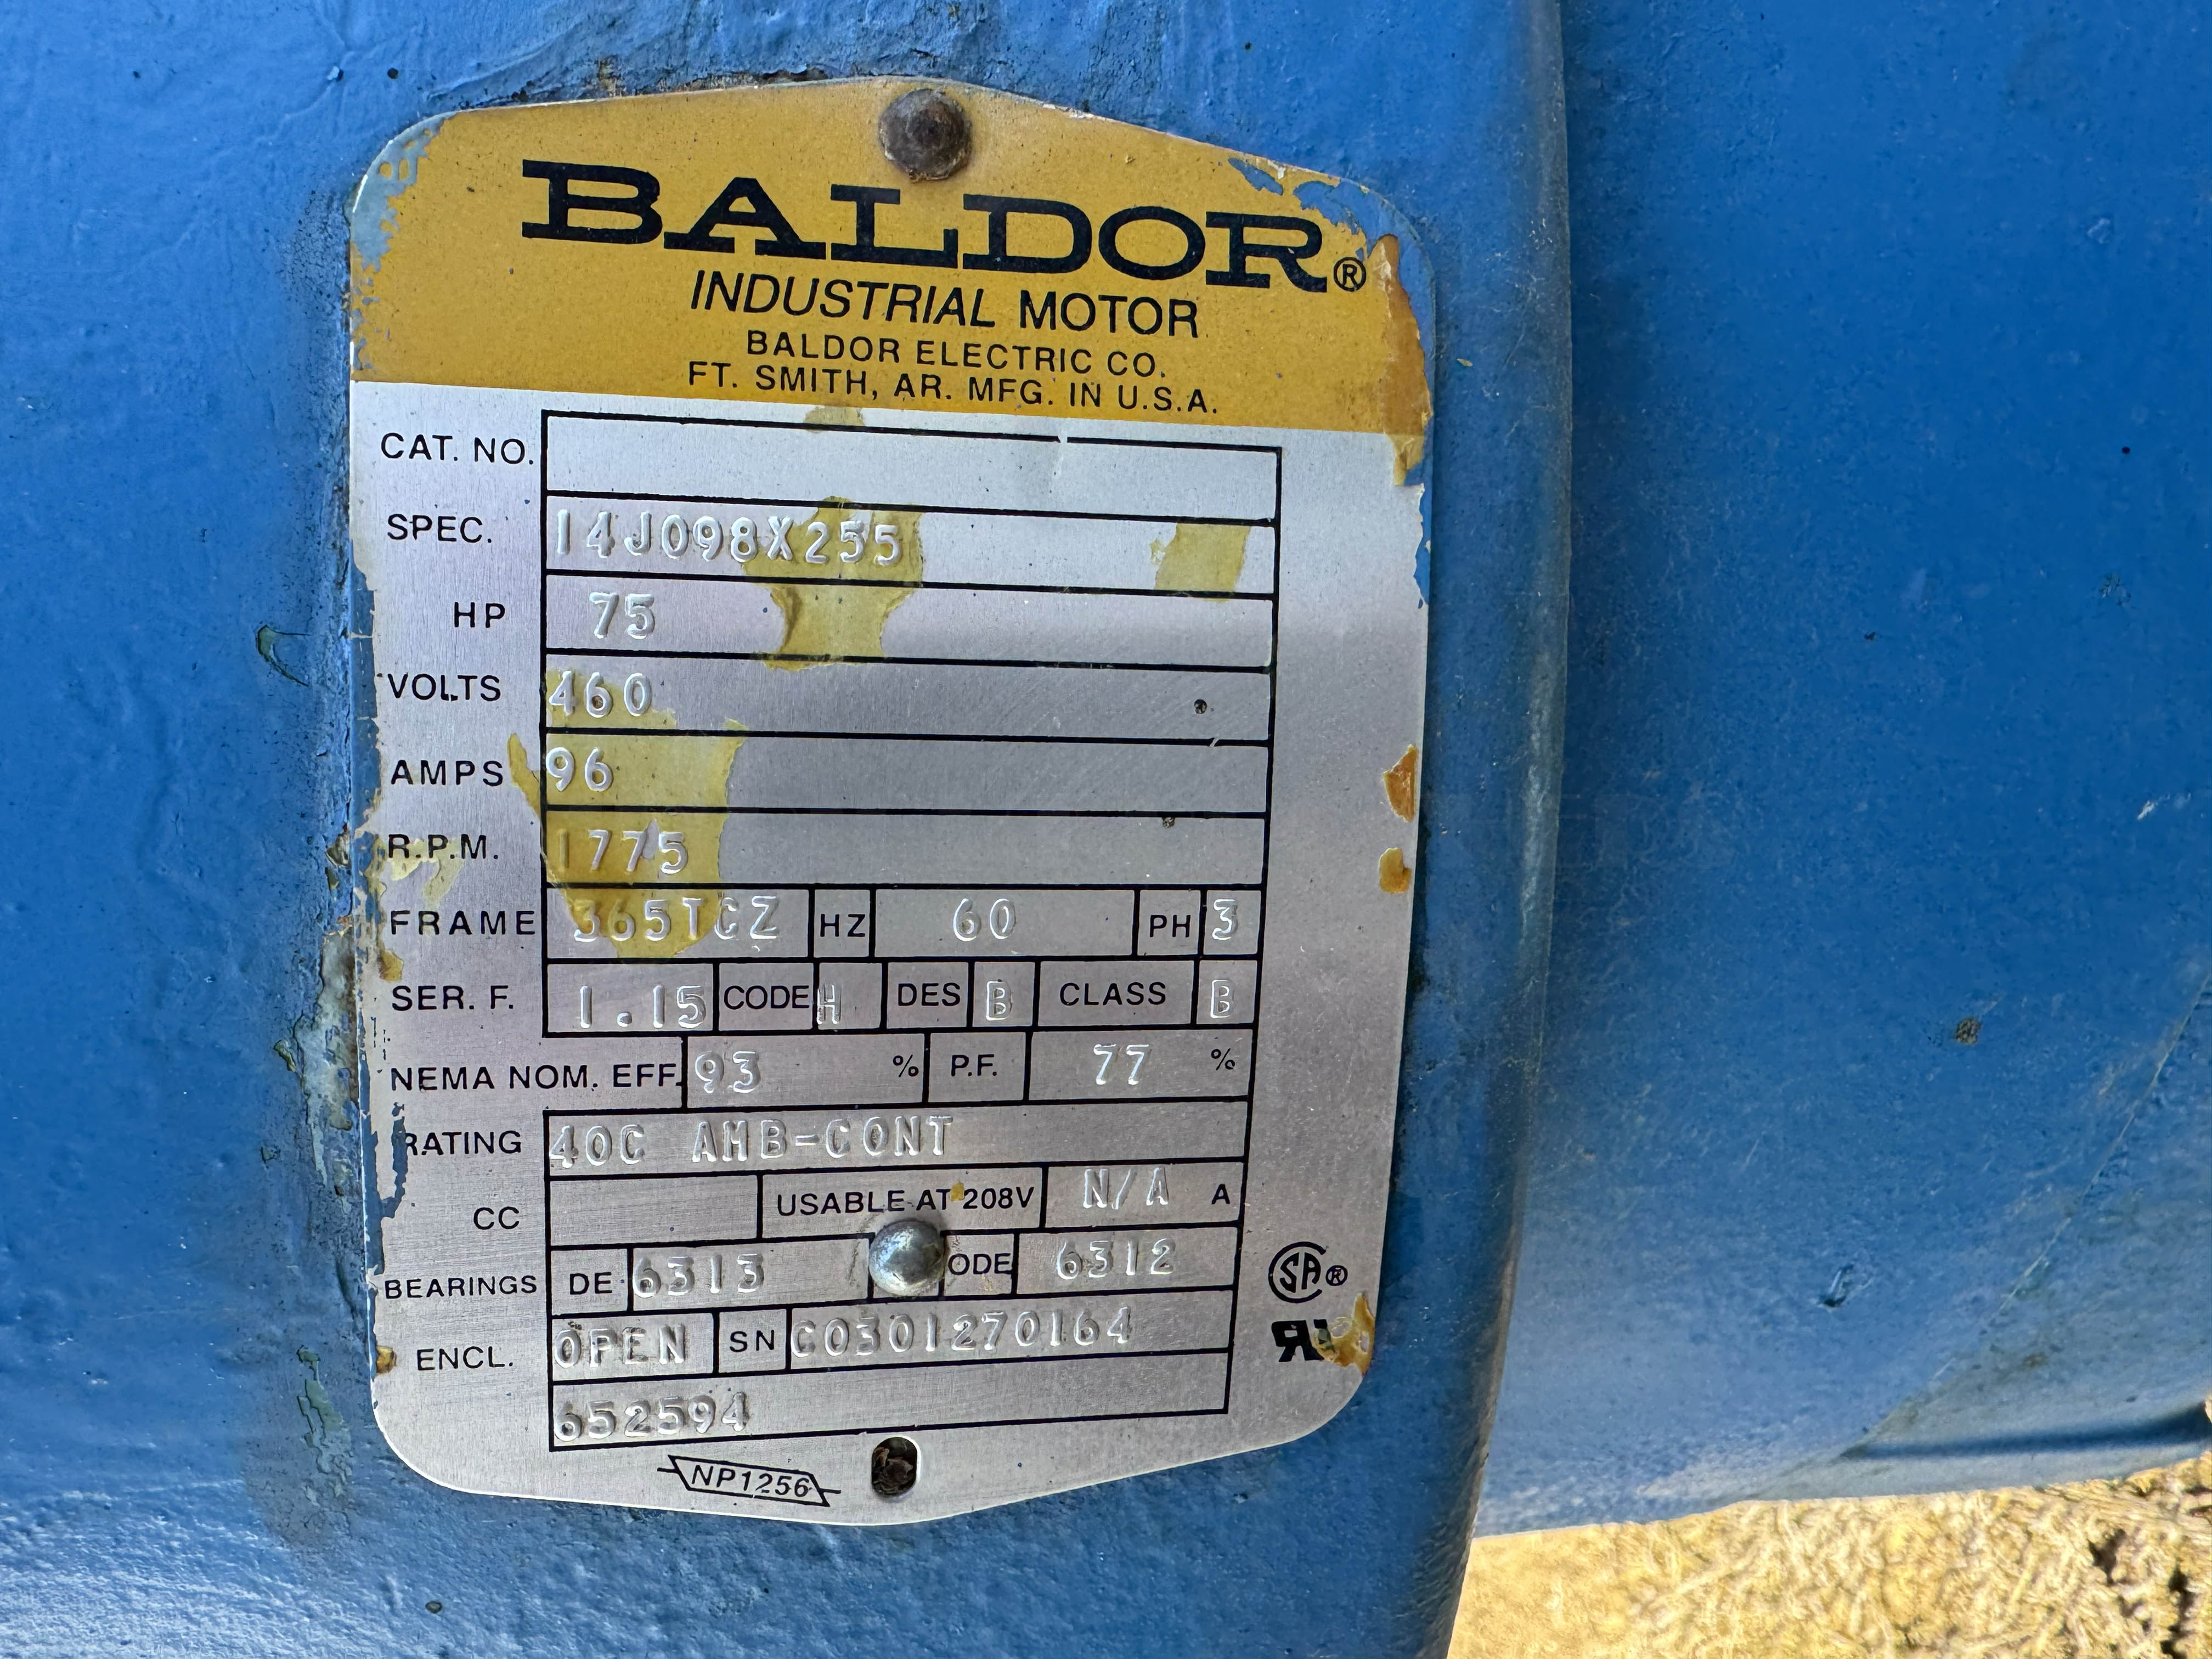 BALDOR®
INDUSTRIAL MOTOR
BALDOR ELECTRIC CO.
FT. SMITH, AR. MFG. IN U.S.A.
CAT. NO.
SPEC. 14J098X255
HP 75
VOLTS 460
AMPS 96
R.P.M. 1775
FRAME 365TCZ HZ 60 PH 3
SER. F. 1.15 CODE H DES B CLASS B
NEMA NOM. EFF. 93 % P.F. 77 %
RATING 40C AMB-CONT
CC USABLE AT 208V N/A A
BEARINGS DE 6313 ODE 6312
ENCL. OPEN SN C0301270164
652594
SA®
NP1256